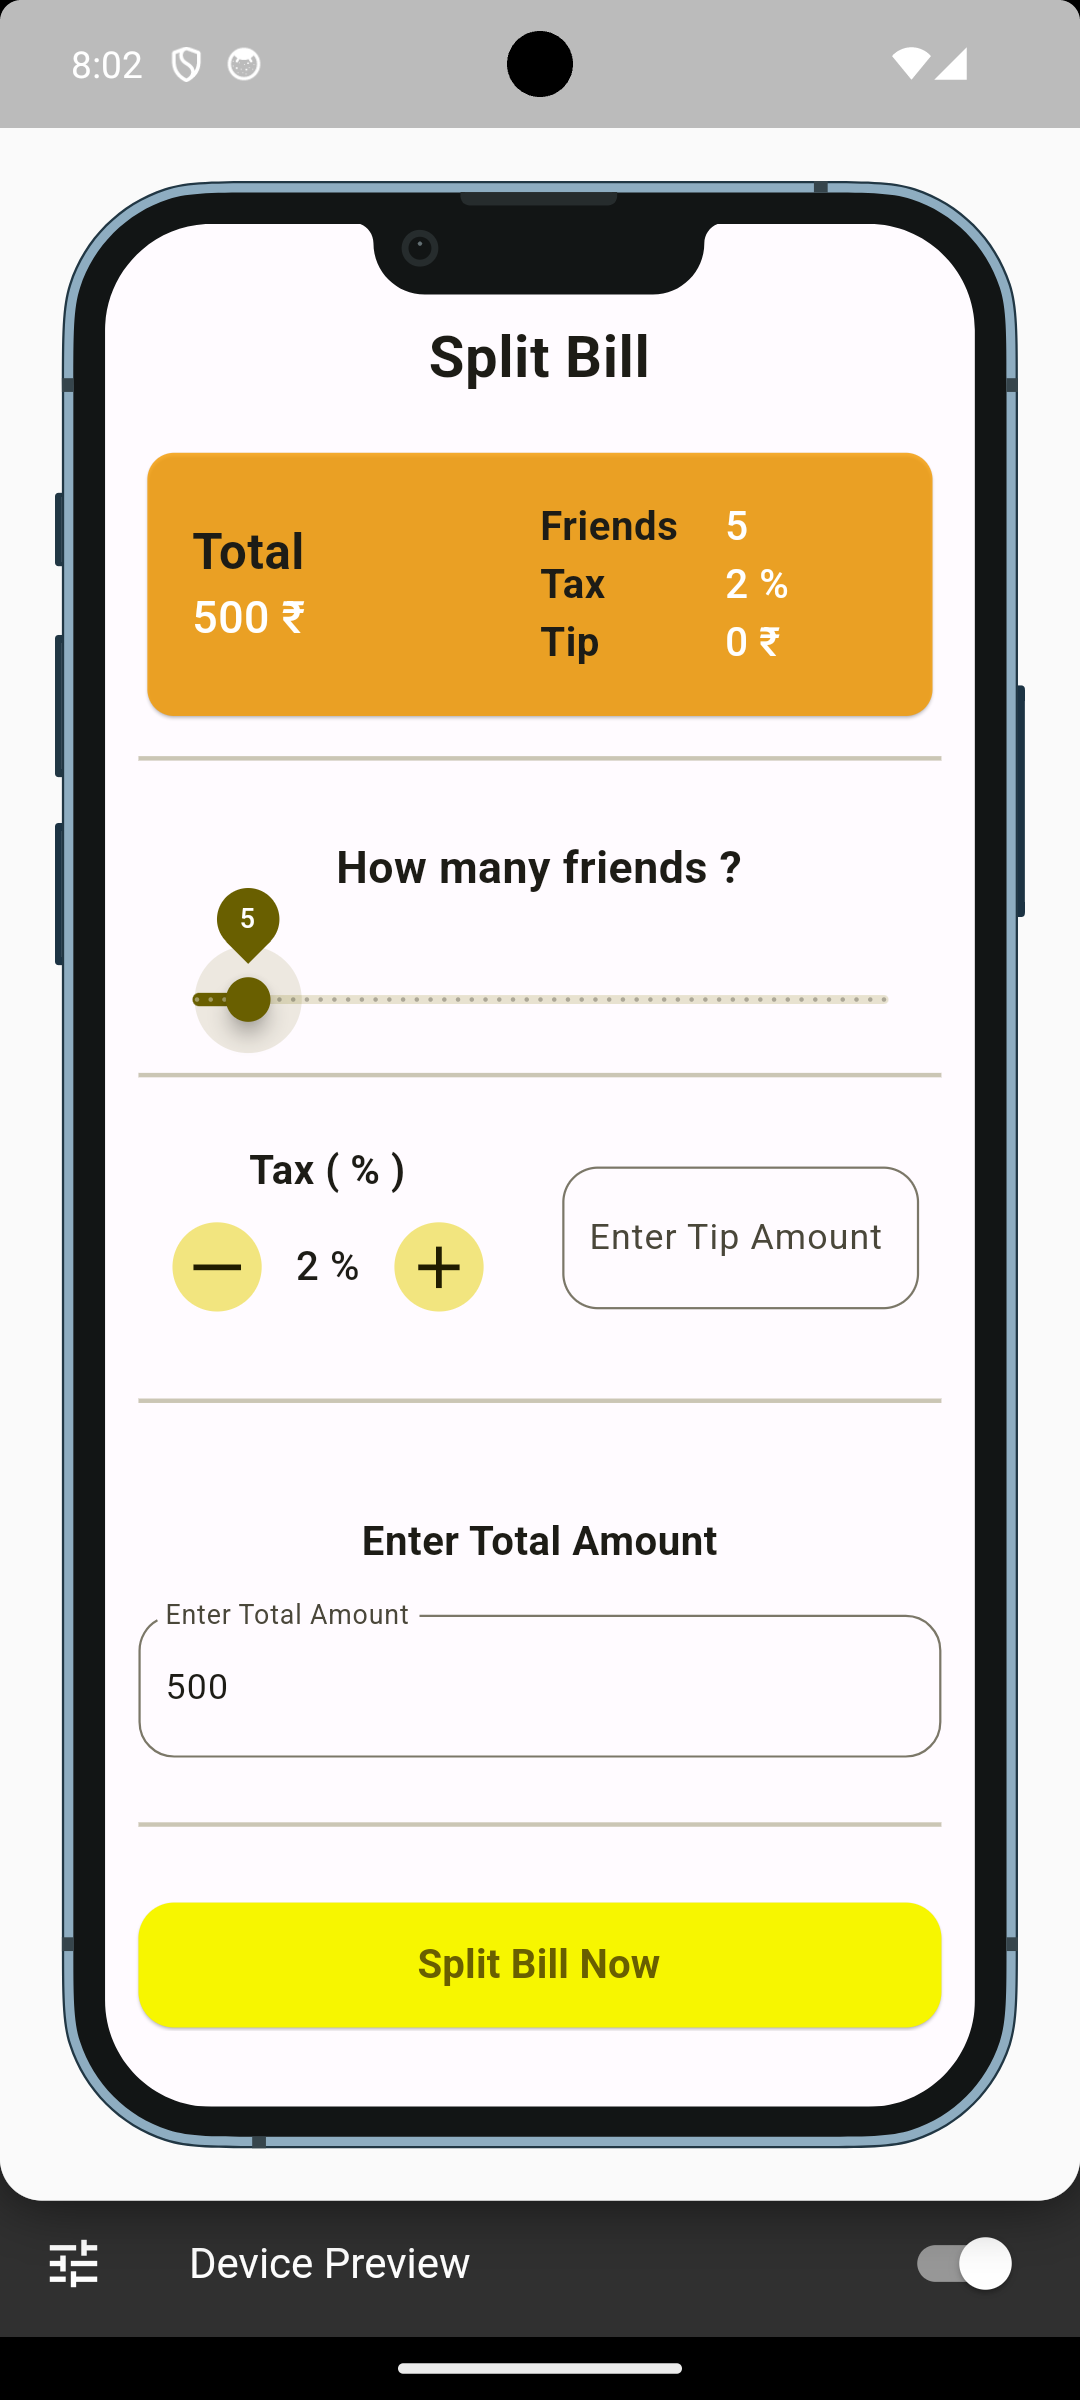 8:02
Split Bill
Total
500 ₹
Friends 5
Tax 2 %
Tip 0 ₹
How many friends ?
5
Tax ( % )
2 %
Enter Tip Amount
Enter Total Amount
Enter Total Amount
500
Split Bill Now
Device Preview